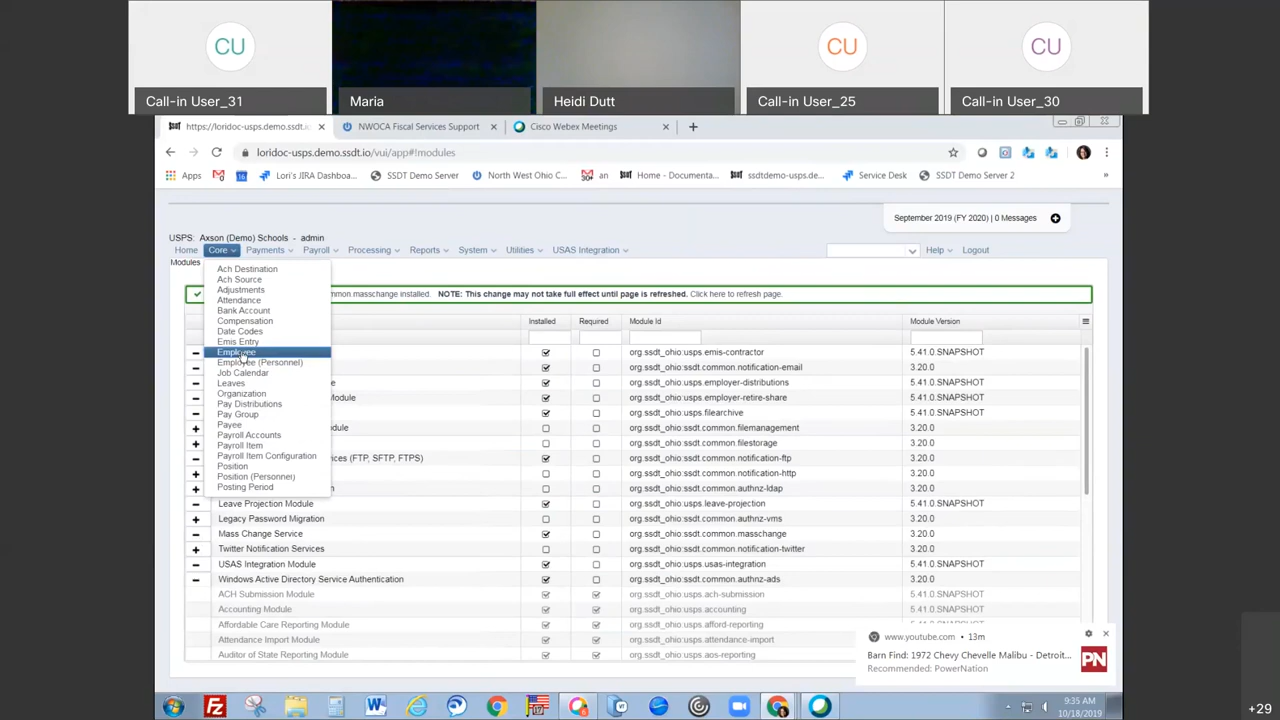 CU
CU
CU
Call-in User_31
Maria
Heidi Dutt
Call-in User_25
Call-in User_30
https://loridoc-usps.demo.ssdt.io/
NWOCA Fiscal Services Support
Cisco Webex Meetings
loridoc-usps.demo.ssdt.io/vui/app#!modules
Apps
Lori's JIRA Dashboa...
SSDT Demo Server
North West Ohio C...
30+
an
Home - Documenta...
ssdtdemo-usps.de...
Service Desk
SSDT Demo Server 2
»
September 2019 (FY 2020) | 0 Messages
USPS: Axson (Demo) Schools - admin
Home
Core
Payments
Payroll
Processing
Reports
System
Utilities
USAS Integration
Help
Logout
Modules
Ach Destination
Ach Source
Adjustments
Attendance
Bank Account
Compensation
Date Codes
Emis Entry
Employee
Employee (Personnel)
Job Calendar
Leaves
Organization
Pay Distributions
Pay Group
Payee
Payroll Accounts
Payroll Item
Payroll Item Configuration
Position
Position (Personnel)
Posting Period
ommon masschange installed. NOTE: This change may not take full effect until page is refreshed. Click here to refresh page.
Installed
Required
Module Id
Module Version
org.ssdt_ohio:usps.emis-contractor
5.41.0.SNAPSHOT
org.ssdt_ohio:ssdt.common.notification-email
3.20.0
org.ssdt_ohio:usps.employer-distributions
5.41.0.SNAPSHOT
Module
org.ssdt_ohio:usps.employer-retire-share
5.41.0.SNAPSHOT
org.ssdt_ohio:usps.filearchive
5.41.0.SNAPSHOT
dule
org.ssdt_ohio:ssdt.common.filemanagement
3.20.0
org.ssdt_ohio:ssdt.common.filestorage
3.20.0
ices (FTP, SFTP, FTPS)
org.ssdt_ohio:ssdt.common.notification-ftp
3.20.0
org.ssdt_ohio:ssdt.common.notification-http
3.20.0
org.ssdt_ohio:ssdt.common.authnz-ldap
3.20.0
Leave Projection Module
org.ssdt_ohio:usps.leave-projection
5.41.0.SNAPSHOT
Legacy Password Migration
org.ssdt_ohio:ssdt.common.authnz-vms
3.20.0
Mass Change Service
org.ssdt_ohio:ssdt.common.masschange
3.20.0
Twitter Notification Services
org.ssdt_ohio:ssdt.common.notification-twitter
3.20.0
USAS Integration Module
org.ssdt_ohio:usps.usas-integration
5.41.0.SNAPSHOT
Windows Active Directory Service Authentication
org.ssdt_ohio:ssdt.common.authnz-ads
3.20.0
ACH Submission Module
org.ssdt_ohio:usps.ach-submission
5.41.0.SNAPSHOT
Accounting Module
org.ssdt_ohio:usps.accounting
5.41.0.SNAPSHOT
Affordable Care Reporting Module
org.ssdt_ohio:usps.afford-reporting
5.41.0.SNAPSHOT
Attendance Import Module
org.ssdt_ohio:usps.attendance-import
Auditor of State Reporting Module
org.ssdt_ohio:usps.aos-reporting
www.youtube.com • 13m
Barn Find: 1972 Chevy Chevelle Malibu - Detroit...
Recommended: PowerNation
PN
9:35 AM
10/18/2019
+29